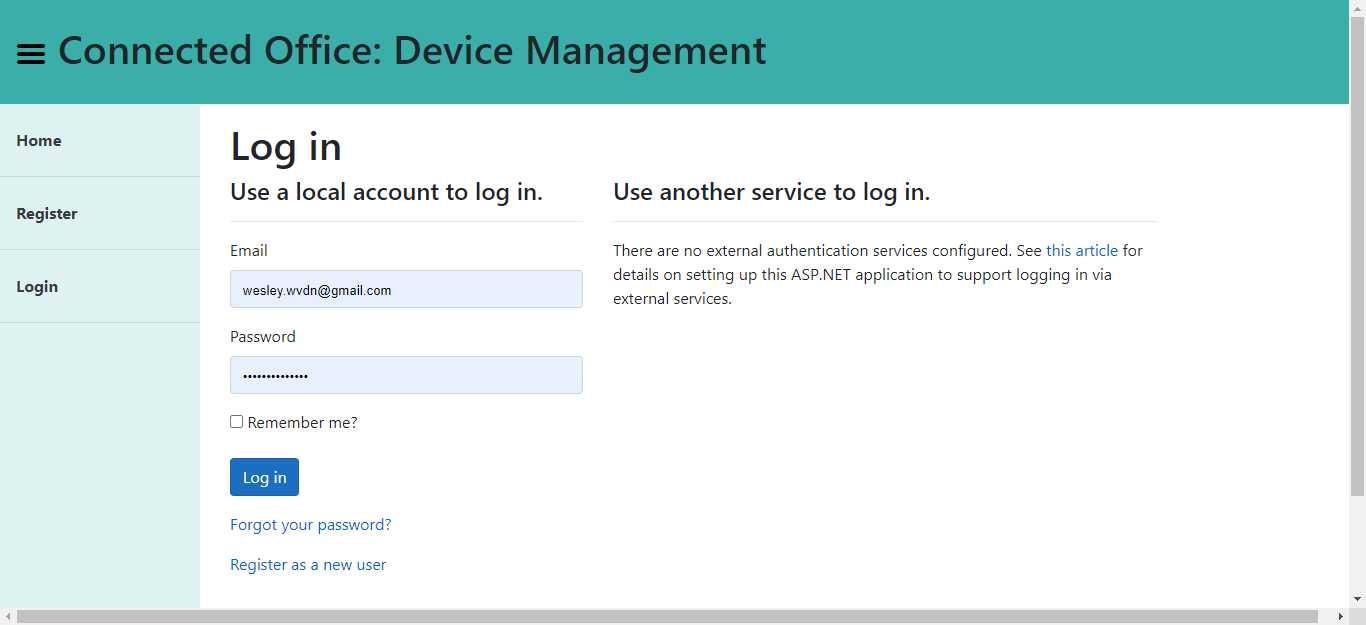 Connected Office: Device Management
Home
Register
Login
Log in
Use a local account to log in.
Email
wesley.wvdn@gmail.com
Password
••••••••••••••
Remember me?
Log in
Forgot your password?
Register as a new user
Use another service to log in.
There are no external authentication services configured. See this article for
details on setting up this ASP.NET application to support logging in via
external services.